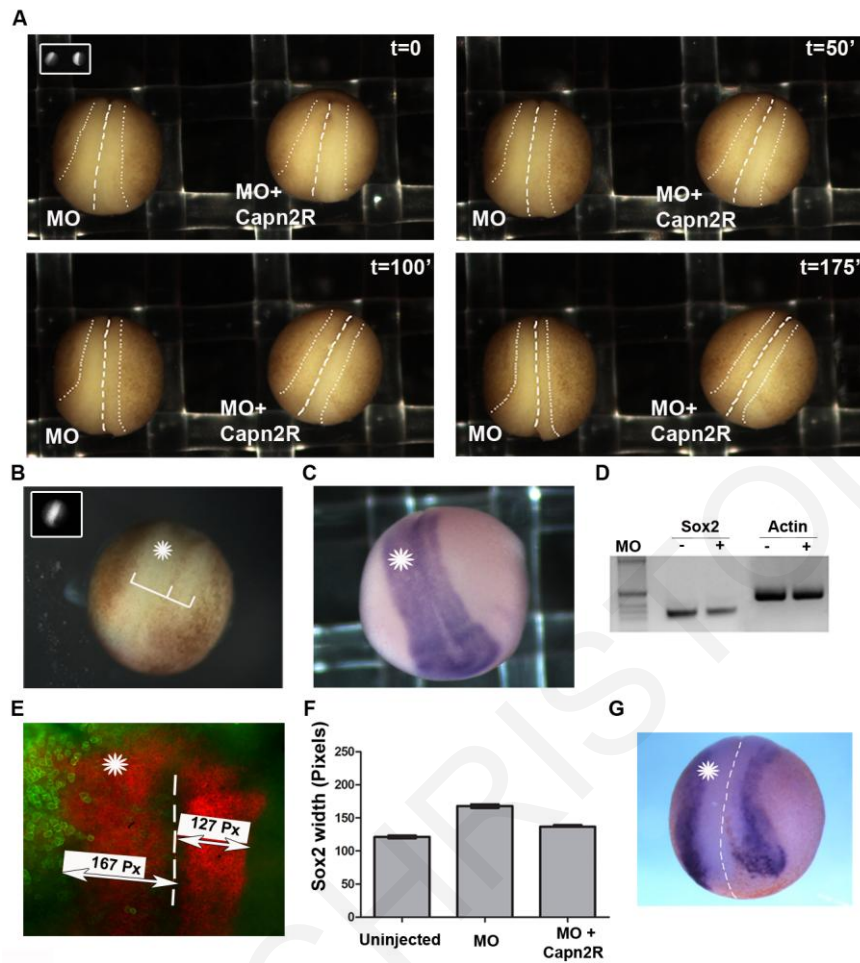 A
t=0
t=50'
MO
MO+
Capn2R
MO
MO+
Capn2R
t=100'
t=175'
MO
MO+
Capn2R
MO
MO+
Capn2R
B
C
D
Sox2
Actin
MO - + - +
E
127 Px
167 Px
F
Sox2 width (Pixels)
250
200
150
100
50
0
Uninjected
MO
MO +
Capn2R
G
CHRISTO